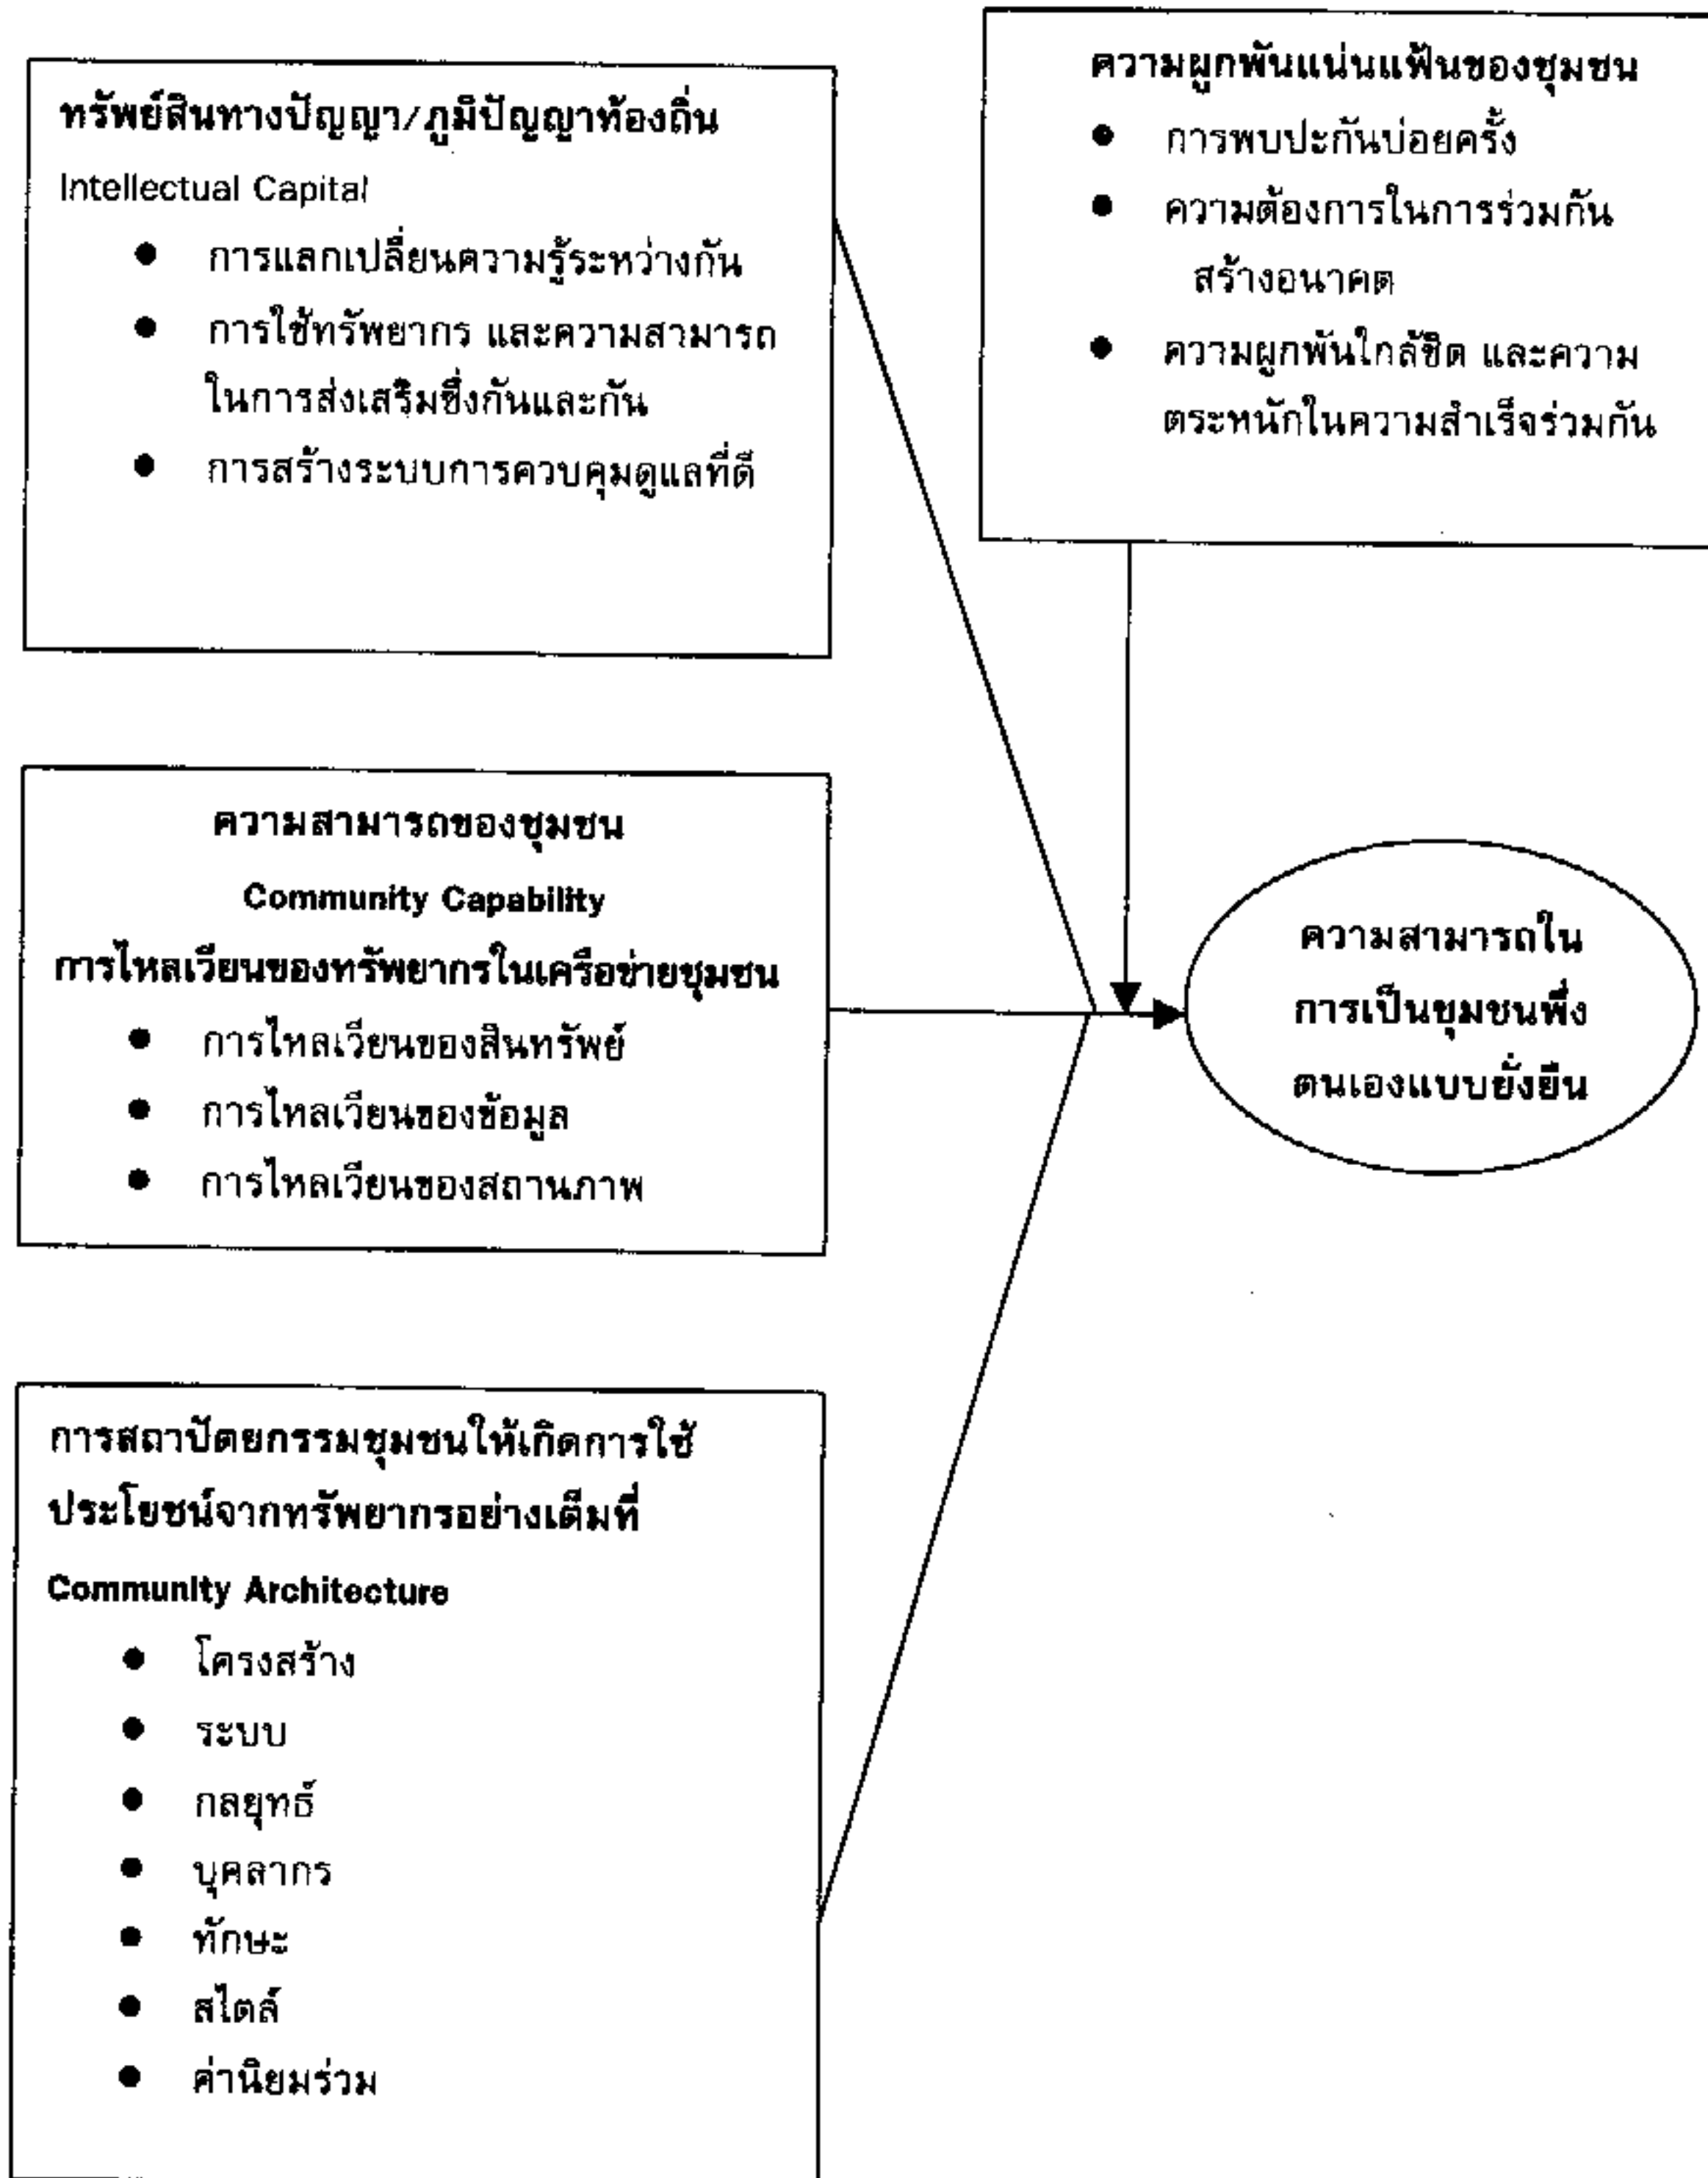 ทรัพย์สินทางปัญญา/ภูมิปัญญาท้องถิ่น
Intellectual Capital
● การแลกเปลี่ยนความรู้ระหว่างกัน
● การใช้ทรัพยากร และความสามารถ
ในการส่งเสริมซึ่งกันและกัน
● การสร้างระบบการควบคุมดูแลที่ดี
ความผูกพันแน่นแฟ้นของชุมชน
● การพบปะกันบ่อยครั้ง
● ความต้องการในการร่วมกัน
สร้างอนาคต
● ความผูกพันใกล้ชิด และความ
ตระหนักในความสำเร็จร่วมกัน
ความสามารถของชุมชน
Community Capability
การไหลเวียนของทรัพยากรในเครือข่ายชุมชน
● การไหลเวียนของสินทรัพย์
● การไหลเวียนของข้อมูล
● การไหลเวียนของสถานภาพ
ความสามารถใน
การเป็นชุมชนพึ่ง
ตนเองแบบยั่งยืน
การสถาปัตยกรรมชุมชนให้เกิดการใช้
ประโยชน์จากทรัพยากรอย่างเต็มที่
Community Architecture
● โครงสร้าง
● ระบบ
● กลยุทธ์
● บุคลากร
● ทักษะ
● สไตล์
● ค่านิยมร่วม